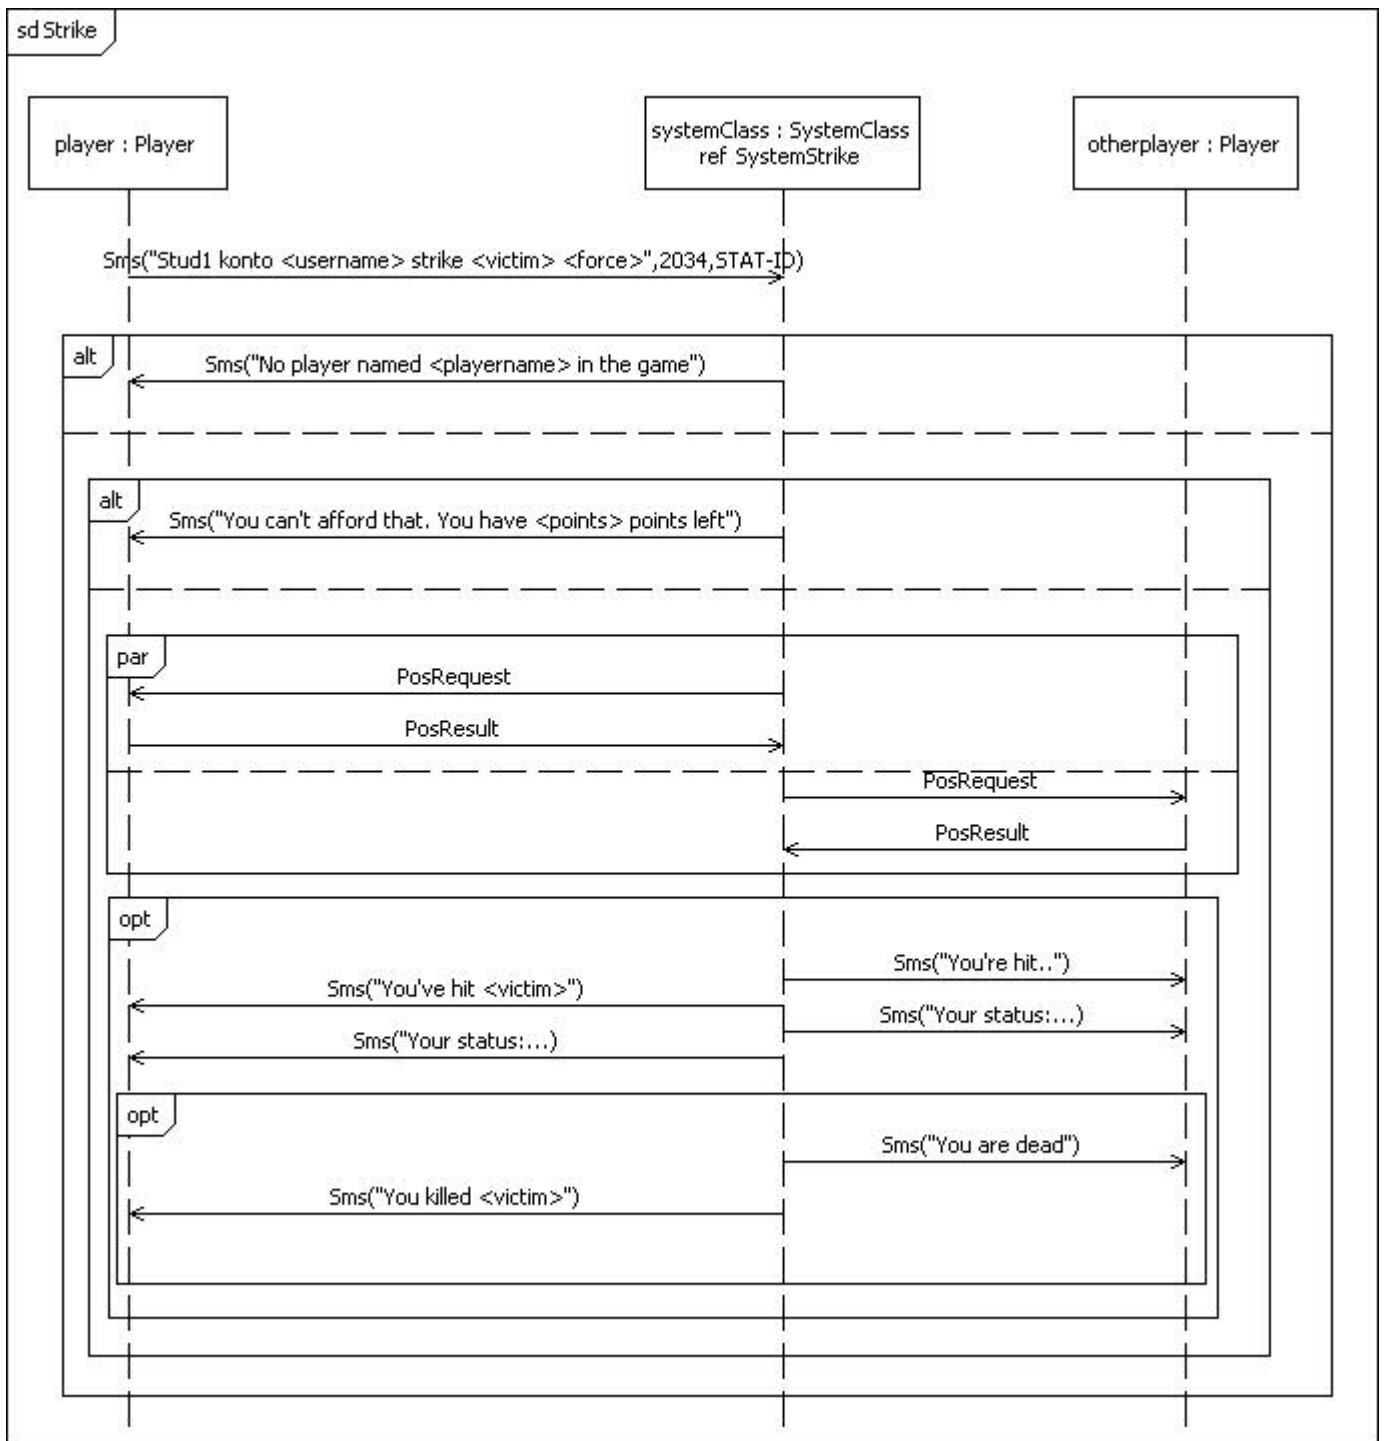 sd Strike
player : Player
systemClass : SystemClass
ref SystemStrike
otherplayer : Player
Sms("Stud1 konto <username> strike <victim> <force>",2034,STAT-ID)
alt
Sms("No player named <playername> in the game")
alt
Sms("You can't afford that. You have <points> points left")
par
PosRequest
PosResult
PosRequest
PosResult
opt
Sms("You're hit..")
Sms("You've hit <victim>")
Sms("Your status:...)
Sms("Your status:...)
opt
Sms("You are dead")
Sms("You killed <victim>")